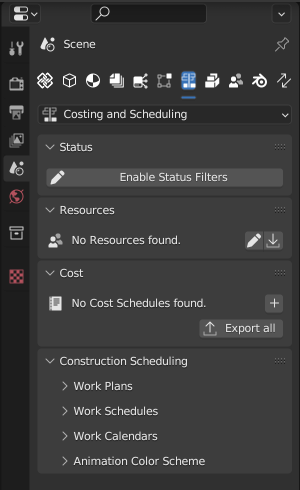 Scene
Costing and Scheduling
Status
Enable Status Filters
Resources
No Resources found.
Cost
No Cost Schedules found.
Export all
Construction Scheduling
Work Plans
Work Schedules
Work Calendars
Animation Color Scheme